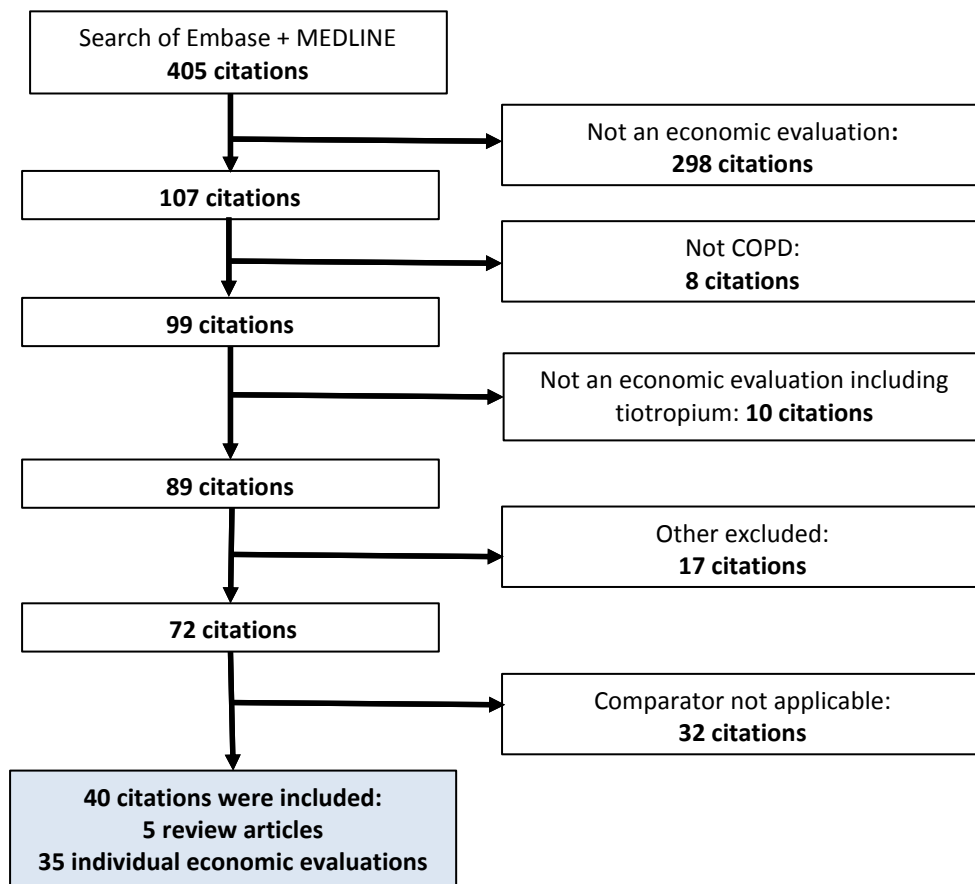 Search of Embase + MEDLINE
405 citations
Not an economic evaluation:
298 citations
107 citations
Not COPD:
8 citations
99 citations
Not an economic evaluation including
tiotropium: 10 citations
89 citations
Other excluded:
17 citations
72 citations
Comparator not applicable:
32 citations
40 citations were included:
5 review articles
35 individual economic evaluations